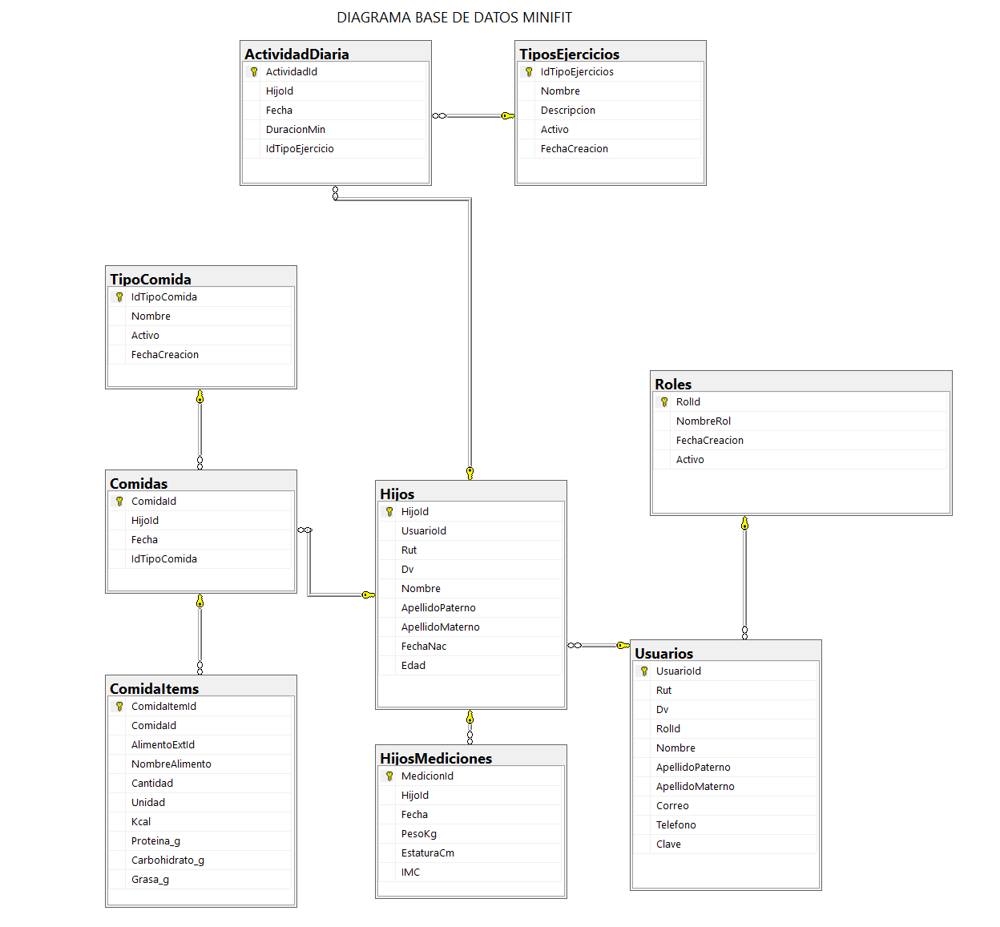 DIAGRAMA BASE DE DATOS MINIFIT
ActividadDiaria
ActividadId
HijoId
Fecha
DuracionMin
IdTipoEjercicio
TiposEjercicios
IdTipoEjercicios
Nombre
Descripcion
Activo
FechaCreacion
TipoComida
IdTipoComida
Nombre
Activo
FechaCreacion
Roles
RolId
NombreRol
FechaCreacion
Activo
Comidas
ComidaId
HijoId
Fecha
IdTipoComida
Hijos
HijoId
UsuarioId
Rut
Dv
Nombre
ApellidoPaterno
ApellidoMaterno
FechaNac
Edad
Usuarios
UsuarioId
Rut
Dv
RolId
Nombre
ApellidoPaterno
ApellidoMaterno
Correo
Telefono
Clave
ComidaItems
ComidaItemId
ComidaId
AlimentoExtId
NombreAlimento
Cantidad
Unidad
Kcal
Proteina_g
Carbohidrato_g
Grasa_g
HijosMediciones
MedicionId
HijoId
Fecha
PesoKg
EstaturaCm
IMC